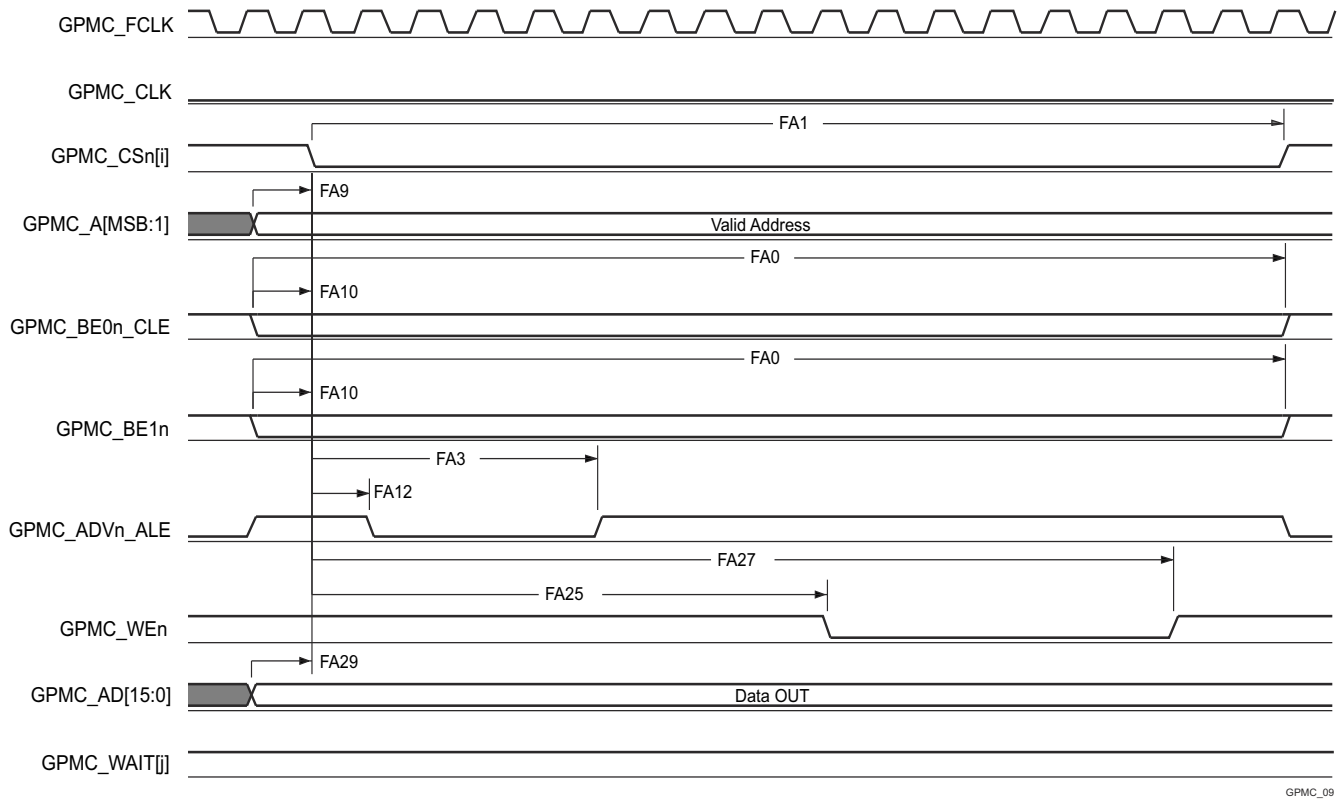 GPMC_FCLK
GPMC_CLK
FA1
GPMC_CSn[i]
FA9
GPMC_A[MSB:1]
Valid Address
FA0
FA10
GPMC_BE0n_CLE
FA0
FA10
GPMC_BE1n
FA3
FA12
GPMC_ADVn_ALE
FA27
FA25
GPMC_WEn
FA29
GPMC_AD[15:0]
Data OUT
GPMC_WAIT[j]
GPMC_09